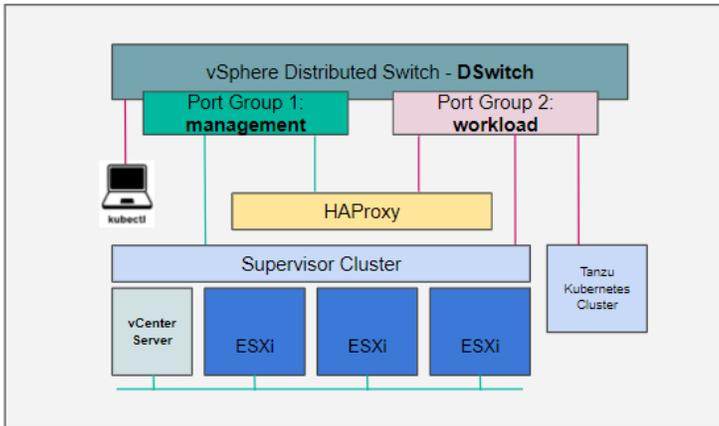 vSphere Distributed Switch - DSwitch
Port Group 1:
management
Port Group 2:
workload
kubectl
HAProxy
Supervisor Cluster
Tanzu
Kubernetes
Cluster
vCenter
Server
ESXi
ESXi
ESXi